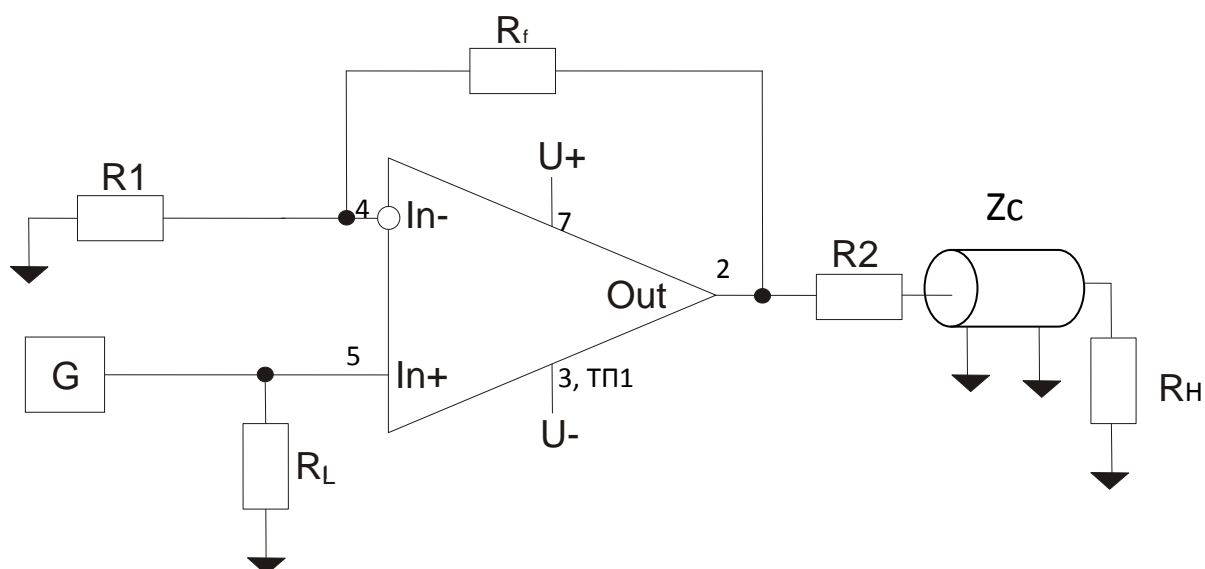 Rf
U+
R1
4
In-
7
Zc
2
R2
Out
G
5
In+
3, ТП1
U-
RL
RH